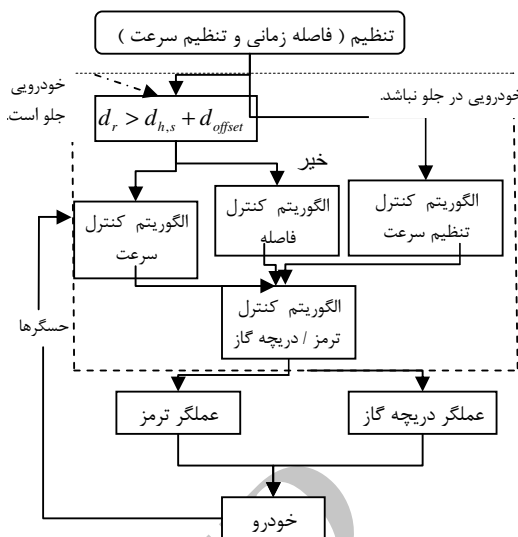 تنظیم ( فاصله زمانی و تنظیم سرعت )
خودرویی
جلو است.
خودرویی در جلو نباشد.
d_r > d_{h,s} + d_{offset}
خیر
الگوریتم کنترل
سرعت
الگوریتم کنترل
فاصله
الگوریتم کنترل
تنظیم سرعت
الگوریتم کنترل
ترمز / دریچه گاز
حسگرها
عملگر ترمز
عملگر دریچه گاز
خودرو